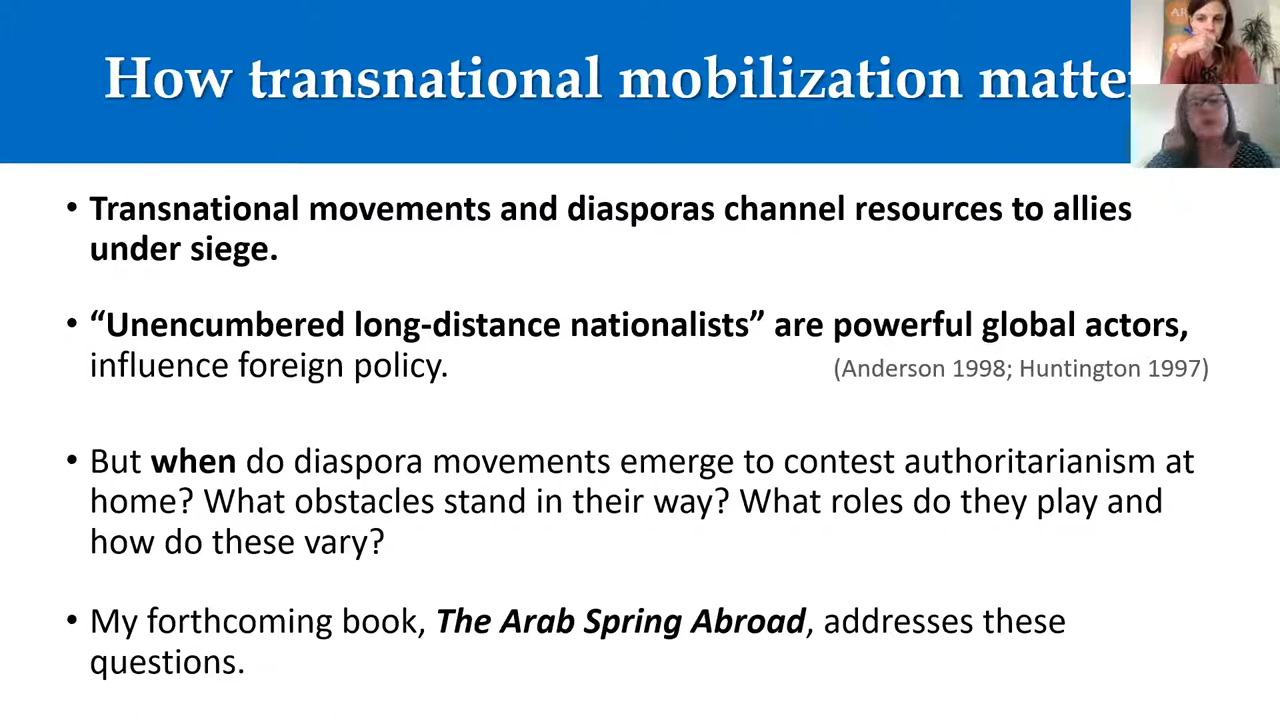 How transnational mobilization matte
• Transnational movements and diasporas channel resources to allies
under siege.
• “Unencumbered long-distance nationalists” are powerful global actors,
influence foreign policy. (Anderson 1998; Huntington 1997)
• But when do diaspora movements emerge to contest authoritarianism at
home? What obstacles stand in their way? What roles do they play and
how do these vary?
• My forthcoming book, The Arab Spring Abroad, addresses these
questions.